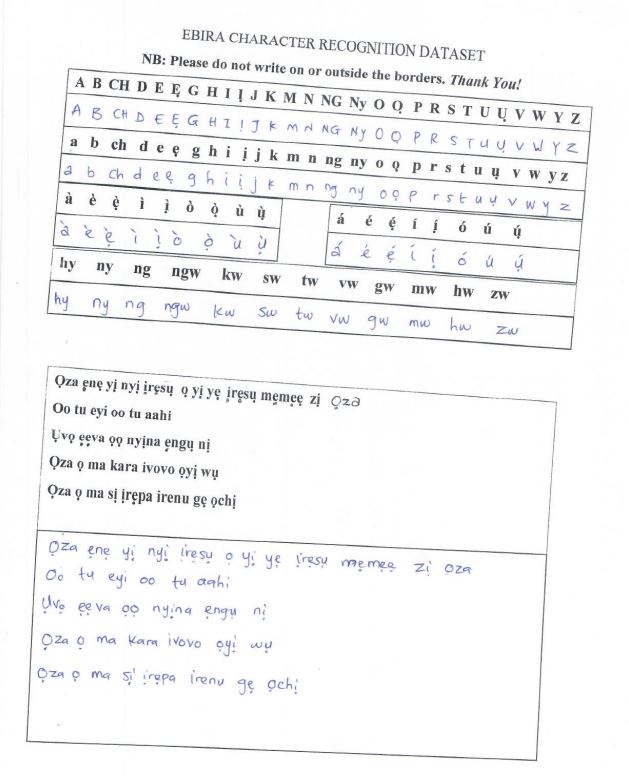 EBIRA CHARACTER RECOGNITION DATASET
NB: Please do not write on or outside the borders. Thank You!
A B CH D E Ẹ G H I Ị J K M N NG Ny O Ọ P R S T U Ụ V W Y Z
A B CH D E Ẹ G H I Ị J K M N NG Ny O Ọ P R S T U Ụ V W Y Z
a b ch d e ẹ g h i ị j k m n ng ny o ọ p r s t u ụ v w y z
a b ch d e ẹ g h i ị j k m n ng ny o ọ p r s t u ụ v w y z
à è ẹ̀ ì ị̀ ò ọ̀ ù ụ̀
à è ẹ̀ ì ị̀ ò ọ̀ ù ụ̀
á é ẹ́ í ị́ ó ú ụ́
á é ẹ́ í ị́ ó ú ụ́
hy ny ng ngw kw sw tw vw gw mw hw zw
hy ny ng ngw kw sw tw vw gw mw hw zw
Ọza ẹnẹ yị nyị ịrẹsụ ọ yị yẹ ịrẹsụ mẹmẹẹ zị ọza
Oo tu eyi oo tu aahi
Ụvọ ẹẹva ọọ nyịna ẹngụ nị
Ọza ọ ma kara ivovo ọyị wụ
Ọza ọ ma sị ịrẹpa irenu gẹ ọchị
Ọza ẹnẹ yị nyị ịrẹsụ ọ yị yẹ ịrẹsụ mẹmẹẹ zị ọza
Oo tu eyi oo tu aahi
Ụvọ ẹẹva ọọ nyịna ẹngụ nị
Ọza ọ ma kara ivovo ọyị wụ
Ọza ọ ma sị ịrẹpa irenu gẹ ọchị